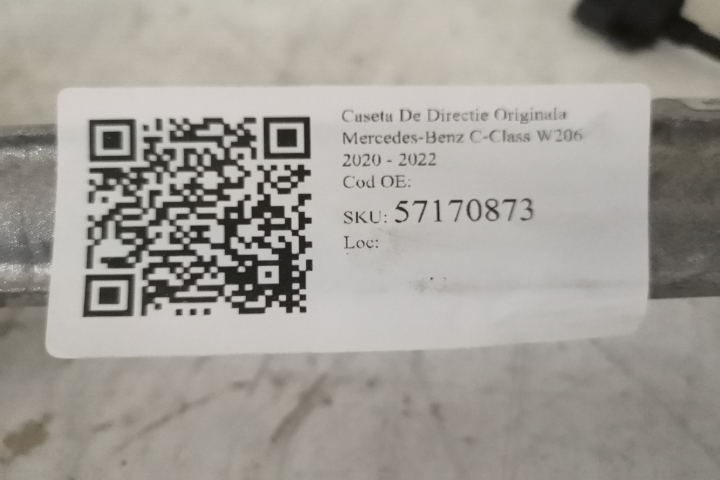 Caseta De Directie Originala
Mercedes-Benz C-Class W206
2020 - 2022
Cod OE:
SKU: 57170873
Loc: